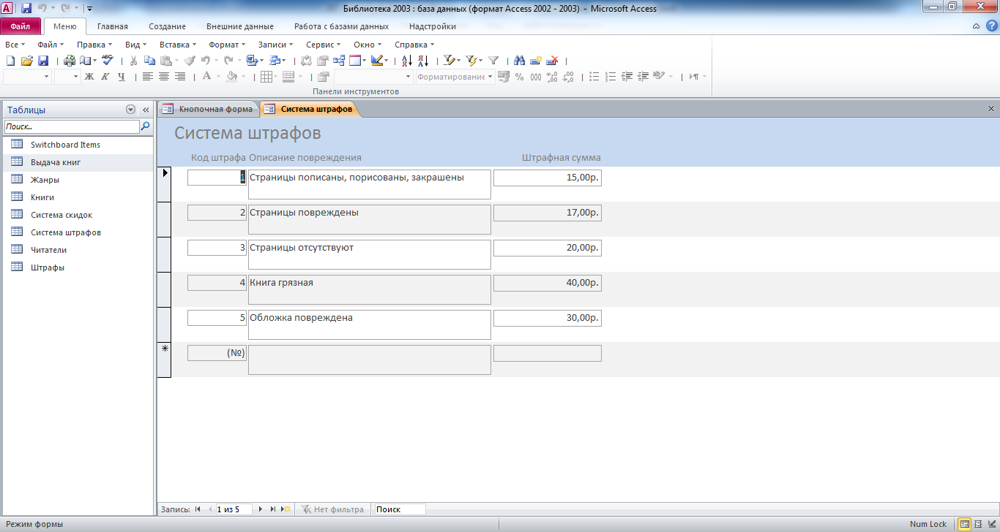 Библиотека 2003 : база данных (формат Access 2002 - 2003) - Microsoft Access
Файл Меню Главная Создание Внешние данные Работа с базами данных Надстройки
Все Файл Правка Вид Вставка Формат Записи Сервис Окно Справка
Ж К Ч Форматирование % 000
Панели инструментов
Таблицы
Поиск...
Switchboard Items
Выдача книг
Жанры
Книги
Система скидок
Система штрафов
Читатели
Штрафы
Кнопочная форма Система штрафов
Система штрафов
Код штрафа Описание повреждения Штрафная сумма
1 Страницы пописаны, порисованы, закрашены 15,00р.
2 Страницы повреждены 17,00р.
3 Страницы отсутствуют 20,00р.
4 Книга грязная 40,00р.
5 Обложка повреждена 30,00р.
(№)
Запись: 1 из 5 Нет фильтра Поиск
Режим формы Num Lock